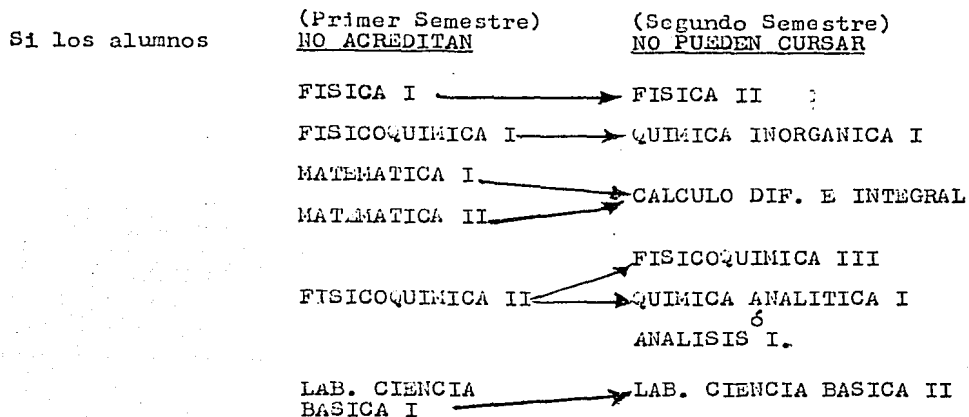 (Primer Semestre) (Segundo Semestre)
Si los alumnos NO ACREDITAN NO PUEDEN CURSAR
FISICA I FISICA II
FISICOQUIMICA I QUIMICA INORGANICA I
MATEMATICA I
CALCULO DIF. E INTEGRAL
MATEMATICA II
FISICOQUIMICA III
FISICOQUIMICA II QUIMICA ANALITICA I
ó
ANALISIS I.
LAB. CIENCIA LAB. CIENCIA BASICA II
BASICA I